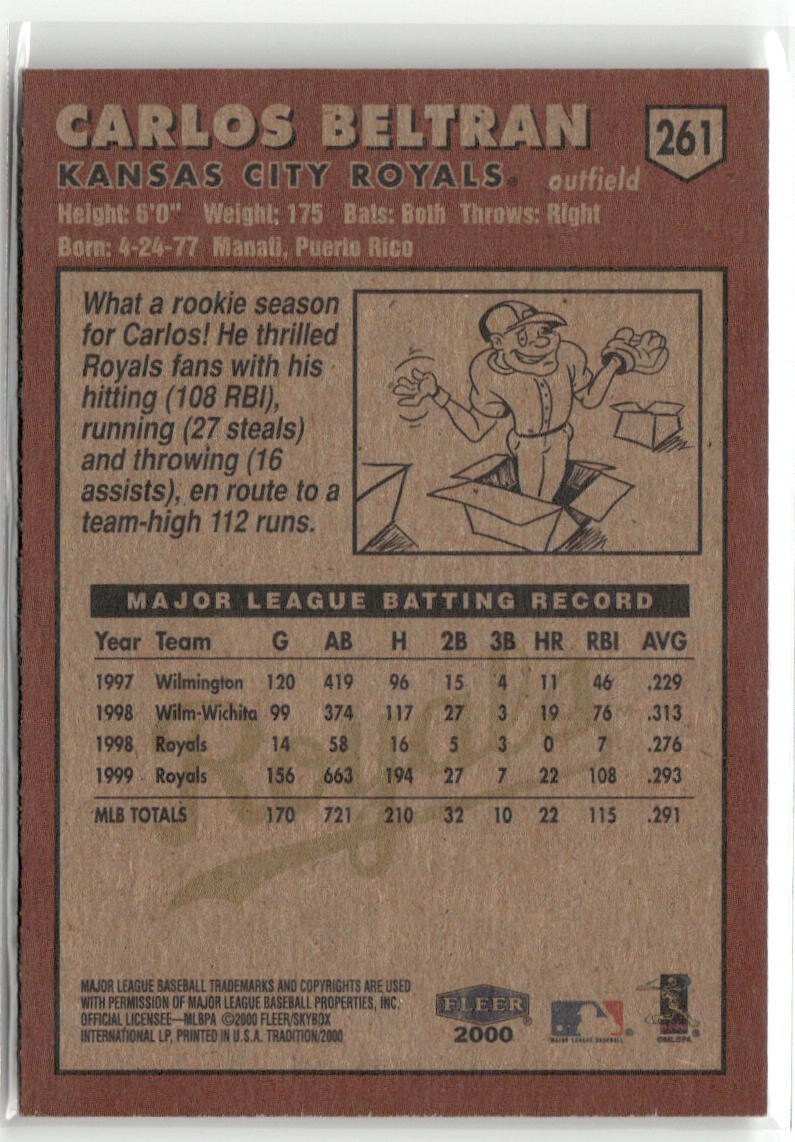 CARLOS BELTRAN
261
KANSAS CITY ROYALS. outfield
Height: 6'0" Weight: 175 Bats: Both Throws: Right
Born: 4-24-77 Manati, Puerto Rico
What a rookie season
for Carlos! He thrilled
Royals fans with his
hitting (108 RBI),
running (27 steals)
and throwing (16
assists), en route to a
team-high 112 runs.
MAJOR LEAGUE BATTING RECORD
Year Team G AB H 2B 3B HR RBI AVG
1997 Wilmington 120 419 96 15 4 11 46 .229
1998 Wilm-Wichita 99 374 117 27 3 19 76 .313
1998 Royals 14 58 16 5 3 0 7 .276
1999 Royals 156 663 194 27 7 22 108 .293
MLB TOTALS 170 721 210 32 10 22 115 .291
Royals
MAJOR LEAGUE BASEBALL TRADEMARKS AND COPYRIGHTS ARE USED
WITH PERMISSION OF MAJOR LEAGUE BASEBALL PROPERTIES, INC.
OFFICIAL LICENSEE—MLBPA ©2000 FLEER/SKYBOX
INTERNATIONAL LP, PRINTED IN U.S.A. TRADITION/2000
FLEER
2000
MAJOR LEAGUE BASEBALL
©MLBPA